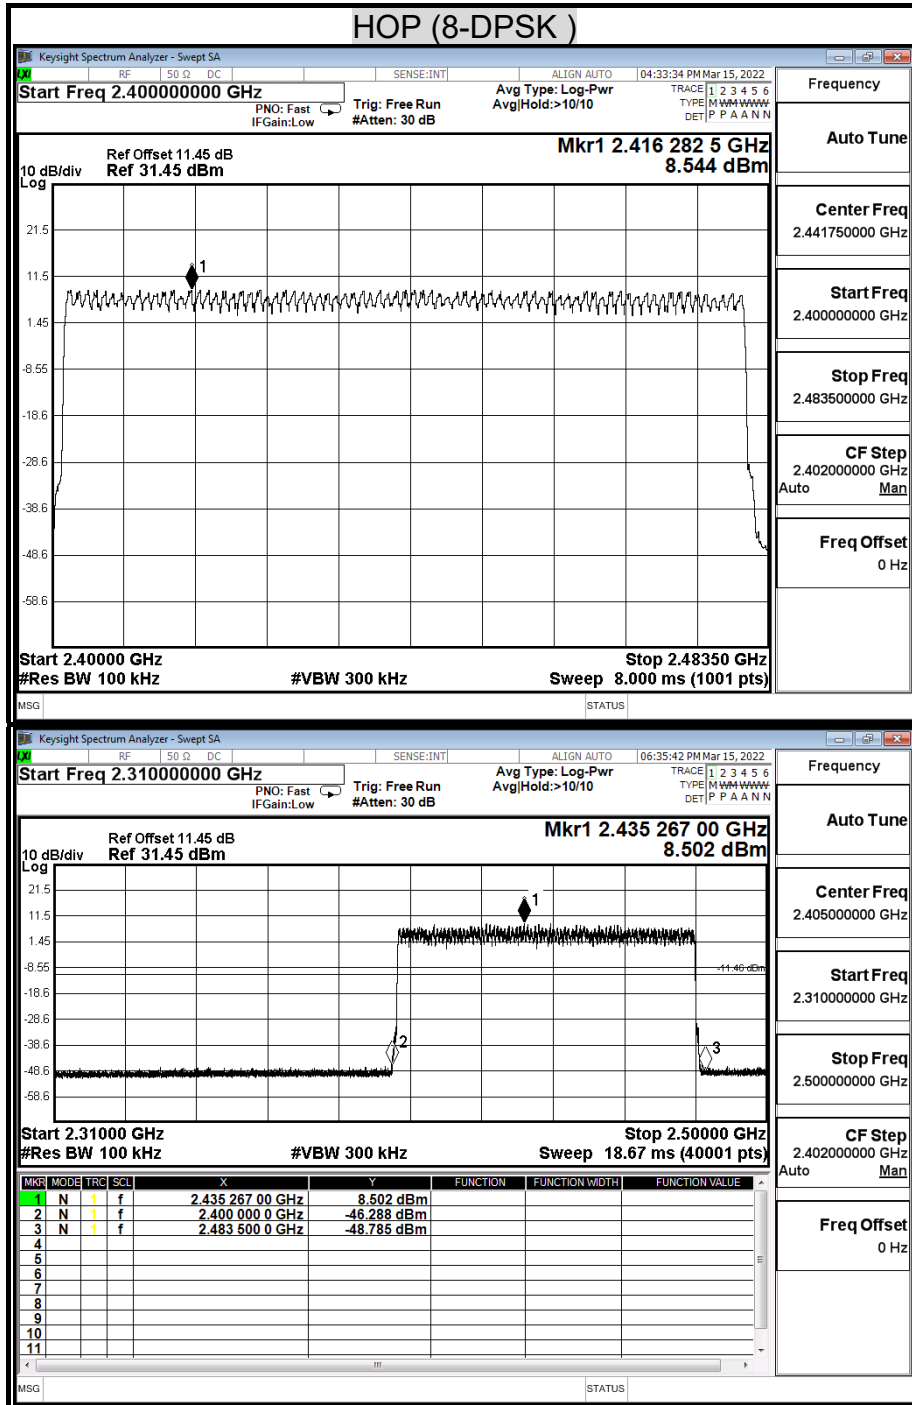 HOP (8-DPSK )
Keysight Spectrum Analyzer - Swept SA
LXI RF 50 Ω DC SENSE:INT ALIGN AUTO 04:33:34 PM Mar 15, 2022
Start Freq 2.400000000 GHz
PNO: Fast
IFGain:Low
Trig: Free Run
#Atten: 30 dB
Avg Type: Log-Pwr
Avg|Hold:>10/10
TRACE 1 2 3 4 5 6
TYPE M WM WWWW
DET P P A A N N
Ref Offset 11.45 dB
10 dB/div Ref 31.45 dBm
Log
Mkr1 2.416 282 5 GHz
8.544 dBm
1
21.5
11.5
1.45
-8.55
-18.6
-28.6
-38.6
-48.6
-58.6
Start 2.40000 GHz Stop 2.48350 GHz
#Res BW 100 kHz #VBW 300 kHz Sweep 8.000 ms (1001 pts)
MSG STATUS
Frequency
Auto Tune
Center Freq
2.441750000 GHz
Start Freq
2.400000000 GHz
Stop Freq
2.483500000 GHz
CF Step
2.402000000 GHz
Auto Man
Freq Offset
0 Hz
Keysight Spectrum Analyzer - Swept SA
LXI RF 50 Ω DC SENSE:INT ALIGN AUTO 06:35:42 PM Mar 15, 2022
Start Freq 2.310000000 GHz
PNO: Fast
IFGain:Low
Trig: Free Run
#Atten: 30 dB
Avg Type: Log-Pwr
Avg|Hold:>10/10
TRACE 1 2 3 4 5 6
TYPE M WM WWWW
DET P P A A N N
Ref Offset 11.45 dB
10 dB/div Ref 31.45 dBm
Log
Mkr1 2.435 267 00 GHz
8.502 dBm
21.5
11.5
1.45
-8.55
-18.6
-28.6
-38.6
-48.6
-58.6
1
-11.46 dBm
2
3
Start 2.31000 GHz Stop 2.50000 GHz
#Res BW 100 kHz #VBW 300 kHz Sweep 18.67 ms (40001 pts)
MKR MODE TRC SCL X Y FUNCTION FUNCTION WIDTH FUNCTION VALUE
1 N 1 f 2.435 267 00 GHz 8.502 dBm
2 N 1 f 2.400 000 0 GHz -46.288 dBm
3 N 1 f 2.483 500 0 GHz -48.785 dBm
4
5
6
7
8
9
10
11
MSG STATUS
Frequency
Auto Tune
Center Freq
2.405000000 GHz
Start Freq
2.310000000 GHz
Stop Freq
2.500000000 GHz
CF Step
2.402000000 GHz
Auto Man
Freq Offset
0 Hz